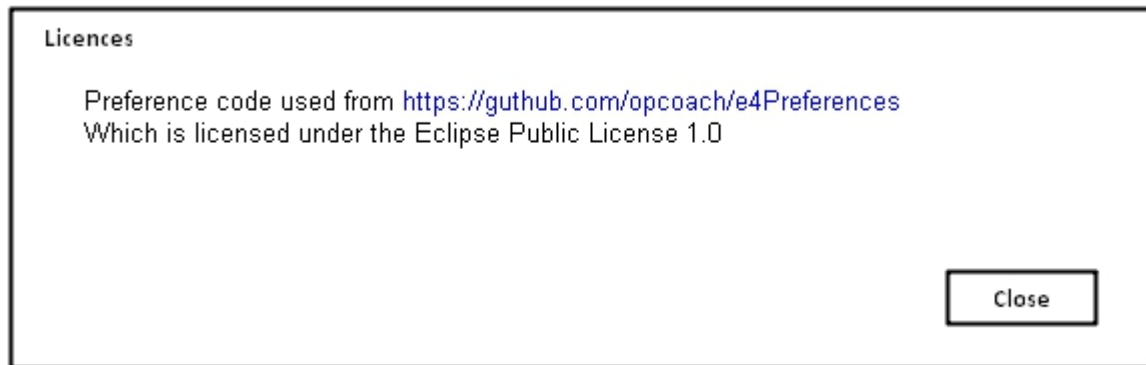 Licences
Preference code used from https://guthub.com/opcoach/e4Preferences
Which is licensed under the Eclipse Public License 1.0
Close